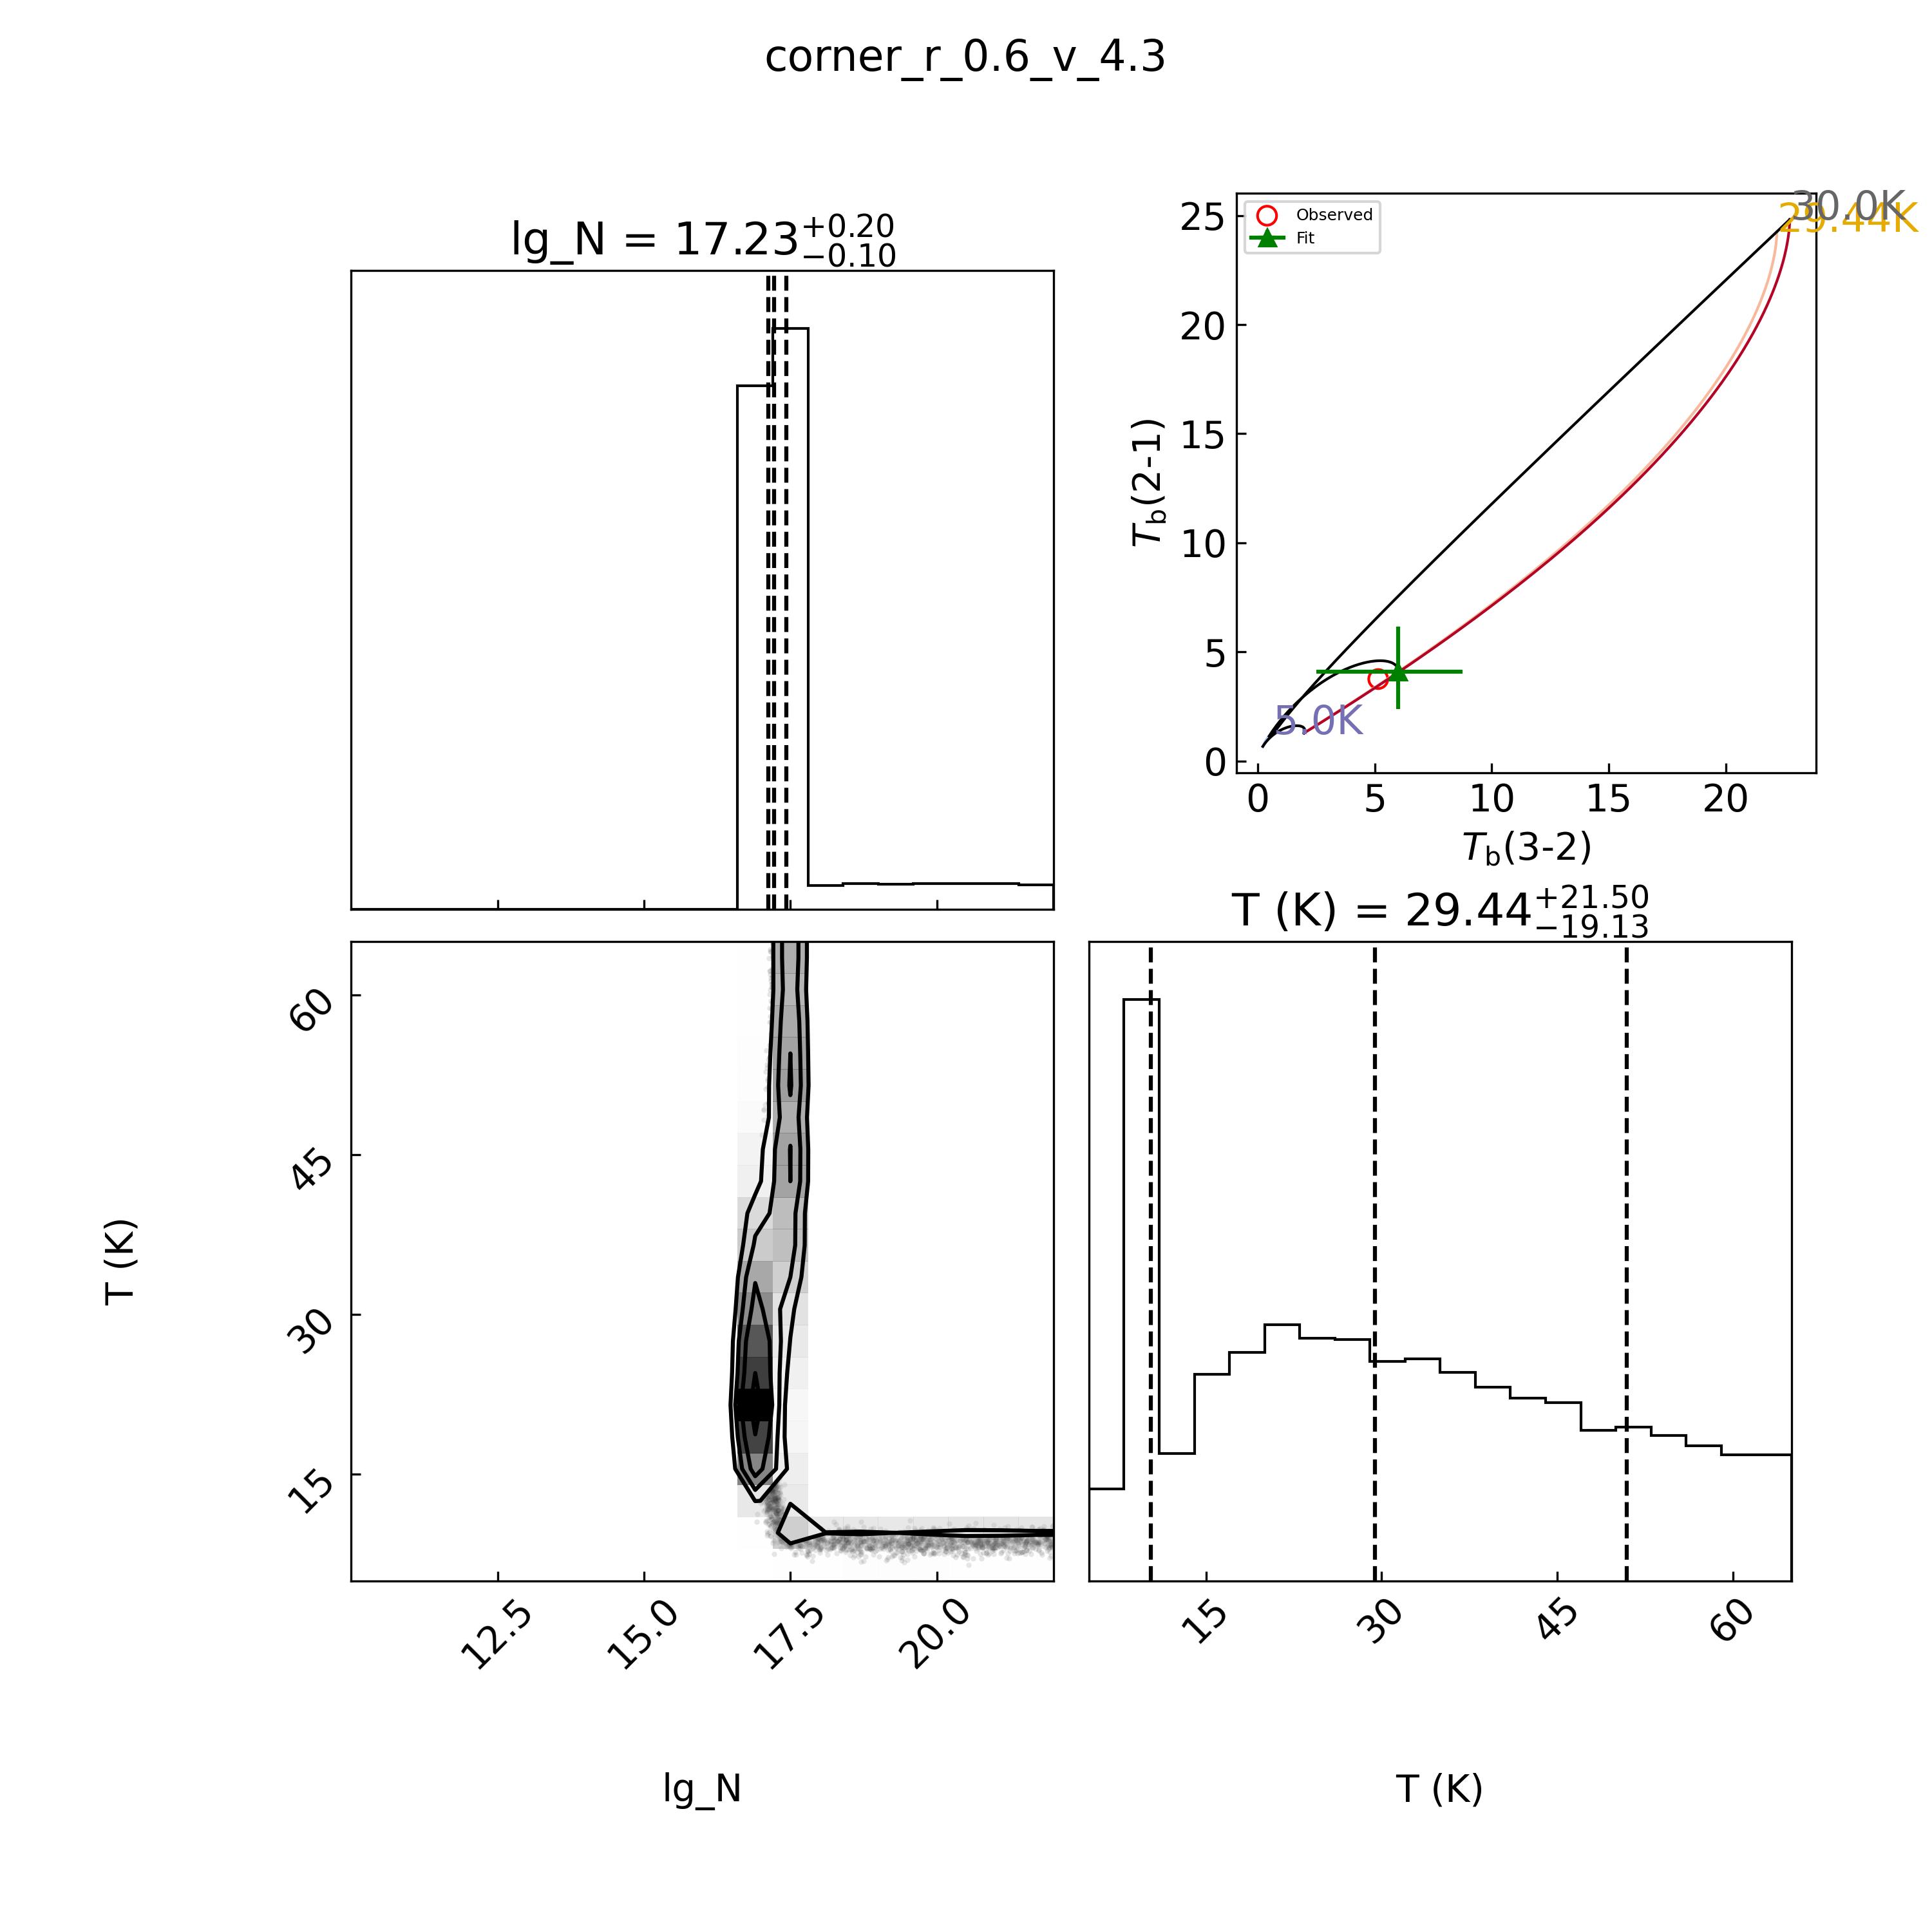 corner_r_0.6_v_4.3
lg_N = 17.23+0.20−0.10
30.0K
29.44K
25
20
15
10
5
0
Tb(2-1)
Observed
Fit
5.0K
0 5 10 15 20
Tb(3-2)
T (K) = 29.44+21.50−19.13
60
45
30
15
T (K)
12.5 15.0 17.5 20.0
15 30 45 60
lg_N
T (K)